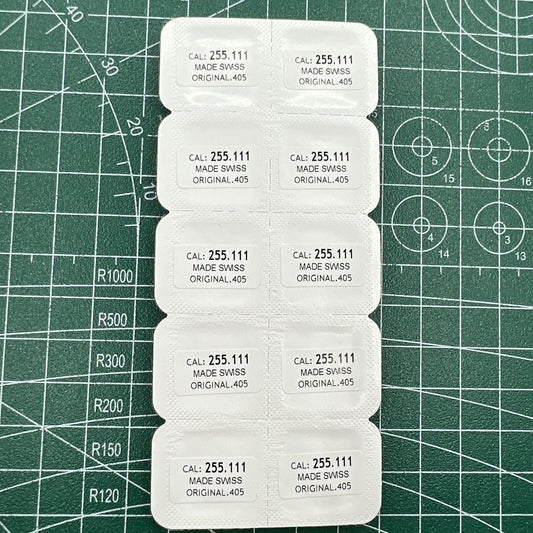 CAL: 255.111
MADE SWISS
ORIGINAL.405
CAL: 255.111
MADE SWISS
ORIGINAL.405
CAL: 255.111
MADE SWISS
ORIGINAL.405
CAL: 255.111
MADE SWISS
ORIGINAL.405
CAL: 255.111
MADE SWISS
ORIGINAL.405
CAL: 255.111
MADE SWISS
ORIGINAL.405
CAL: 255.111
MADE SWISS
ORIGINAL.405
CAL: 255.111
MADE SWISS
ORIGINAL.405
CAL: 255.111
MADE SWISS
ORIGINAL.405
CAL: 255.111
MADE SWISS
ORIGINAL.405
40
30
20
10
R1000
R500
R300
R200
R150
R120
5
15
6
16
4
14
3
13